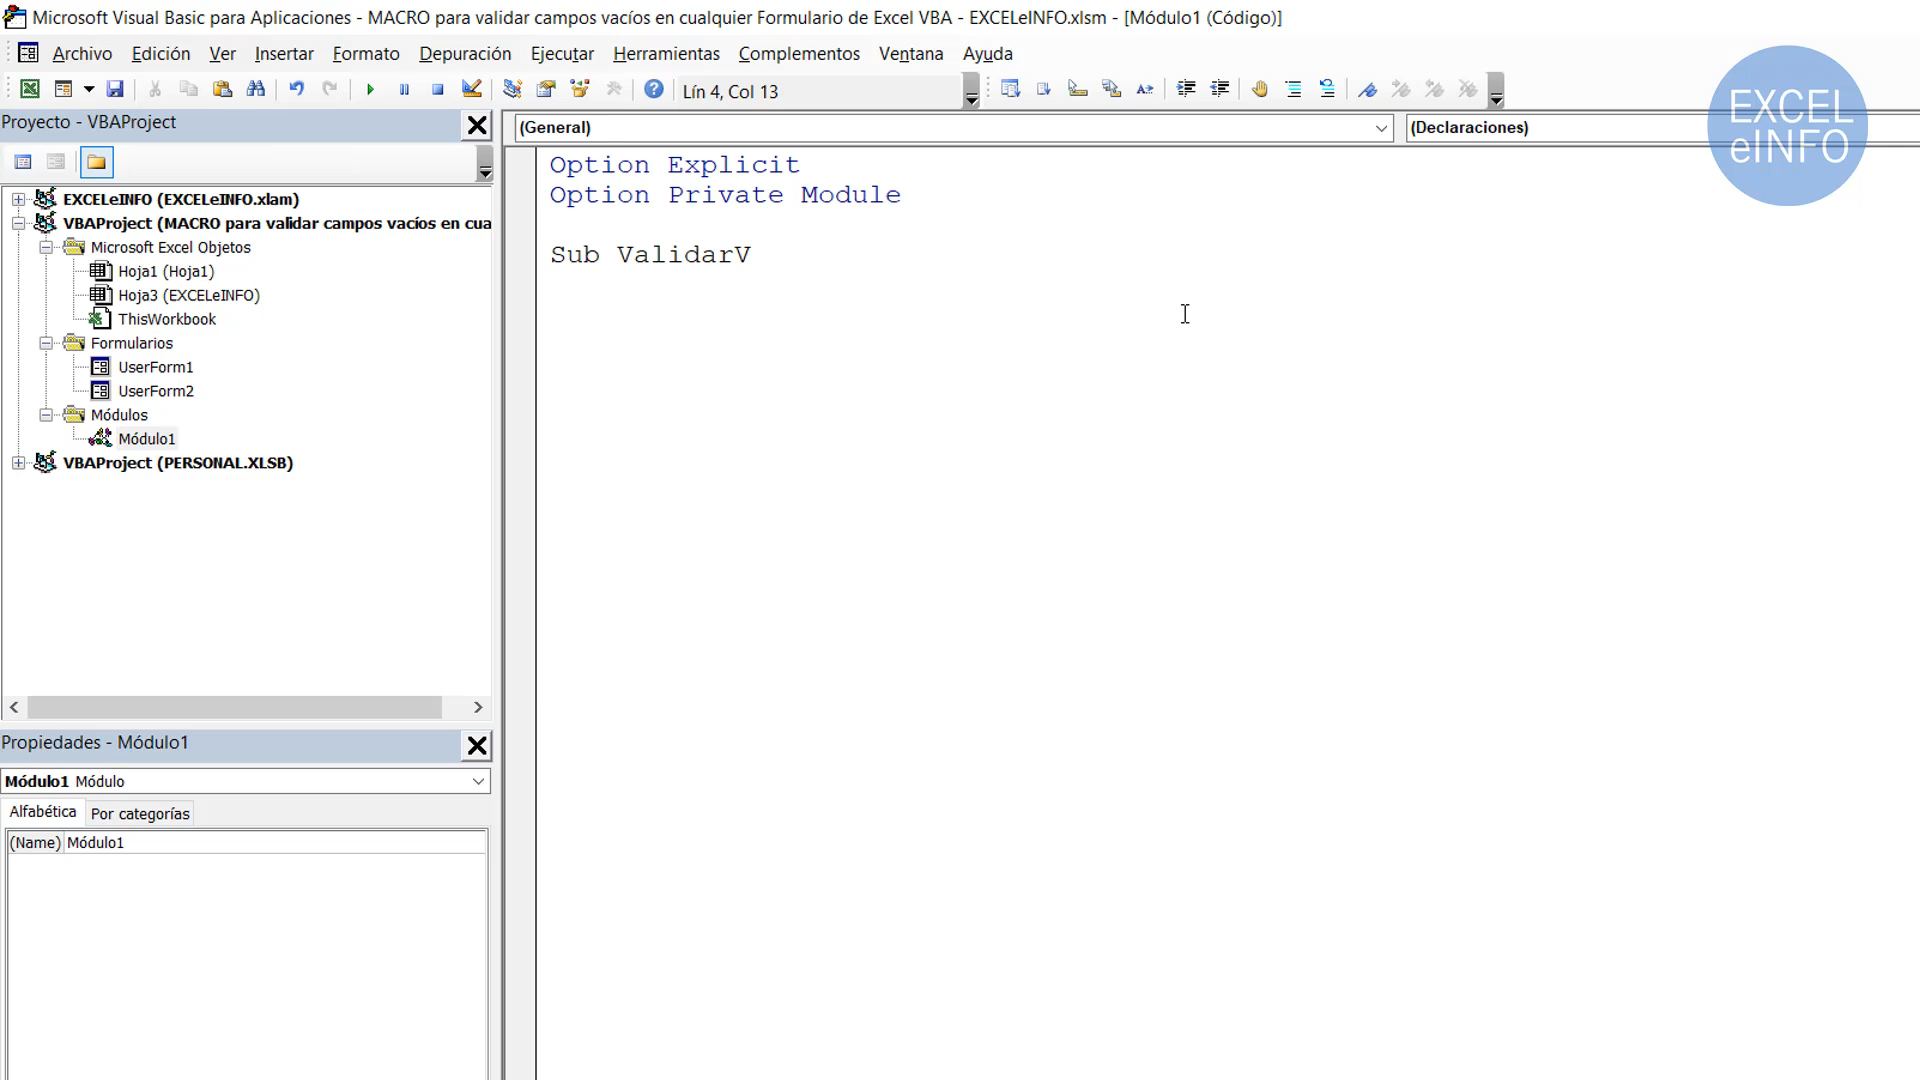 Microsoft Visual Basic para Aplicaciones - MACRO para validar campos vacíos en cualquier Formulario de Excel VBA - EXCELeINFO.xlsm - [Módulo1 (Código)]
Archivo Edición Ver Insertar Formato Depuración Ejecutar Herramientas Complementos Ventana Ayuda
Lín 4, Col 13
EXCEL
eINFO
Proyecto - VBAProject
(General)
(Declaraciones)
EXCELeINFO (EXCELeINFO.xlam)
VBAProject (MACRO para validar campos vacíos en cua
Microsoft Excel Objetos
Hoja1 (Hoja1)
Hoja3 (EXCELeINFO)
ThisWorkbook
Formularios
UserForm1
UserForm2
Módulos
Módulo1
VBAProject (PERSONAL.XLSB)
Option Explicit
Option Private Module
Sub ValidarV
Propiedades - Módulo1
Módulo1 Módulo
Alfabética Por categorías
(Name) Módulo1